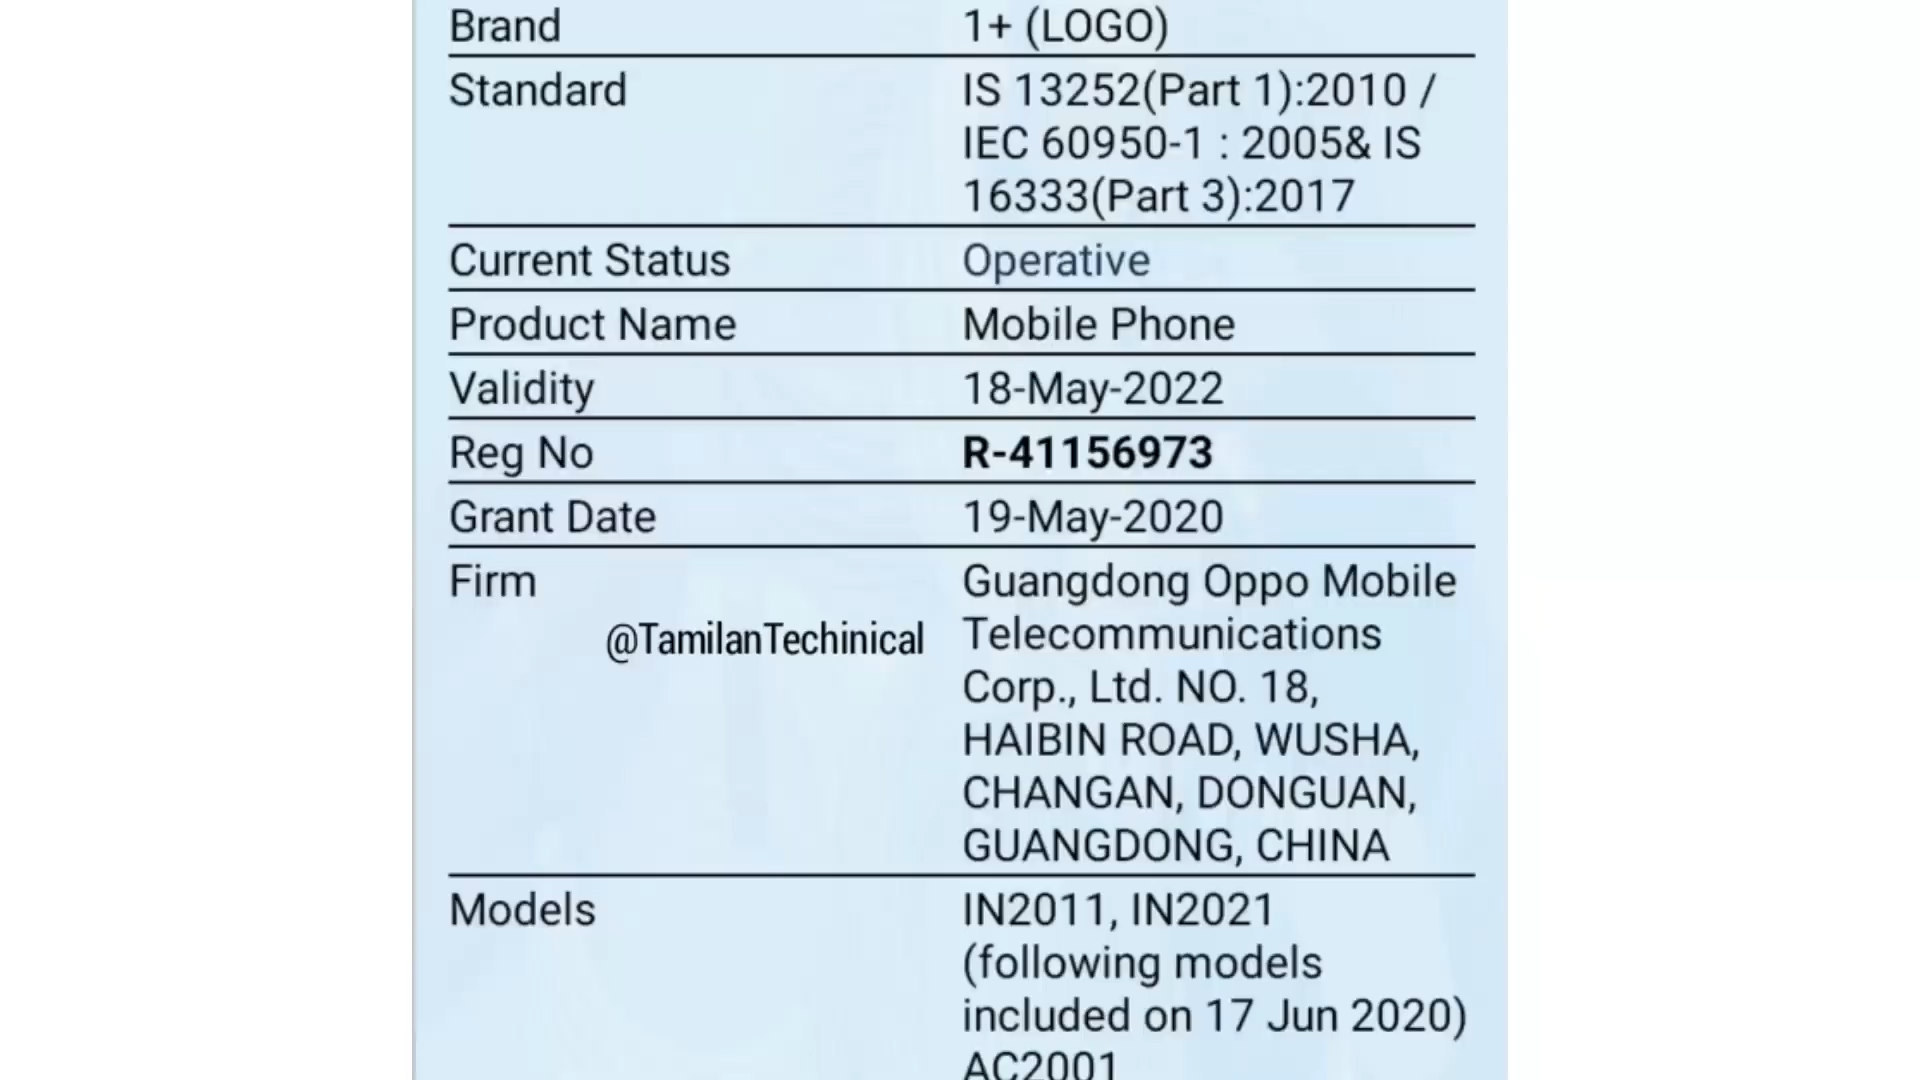 Brand 1+ (LOGO)
Standard IS 13252(Part 1):2010 /
IEC 60950-1 : 2005& IS
16333(Part 3):2017
Current Status Operative
Product Name Mobile Phone
Validity 18-May-2022
Reg No R-41156973
Grant Date 19-May-2020
Firm Guangdong Oppo Mobile
@TamilanTechinical Telecommunications
Corp., Ltd. NO. 18,
HAIBIN ROAD, WUSHA,
CHANGAN, DONGUAN,
GUANGDONG, CHINA
Models IN2011, IN2021
(following models
included on 17 Jun 2020)
AC2001